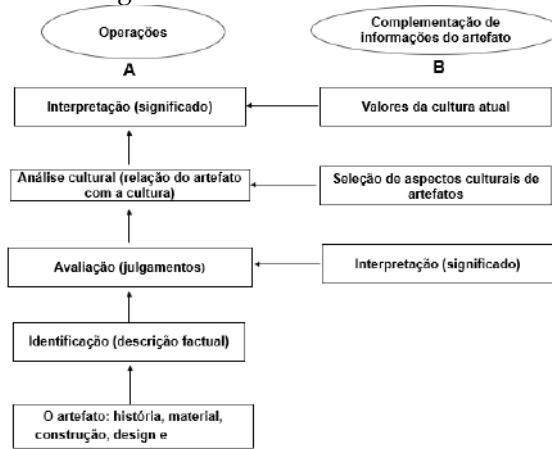 Operações
Complementação de
informações do artefato
A
B
Interpretação (significado)
Valores da cultura atual
Análise cultural (relação do artefato
com a cultura)
Seleção de aspectos culturais de
artefatos
Avaliação (julgamentos)
Interpretação (significado)
Identificação (descrição factual)
O artefato: história, material,
construção, design e